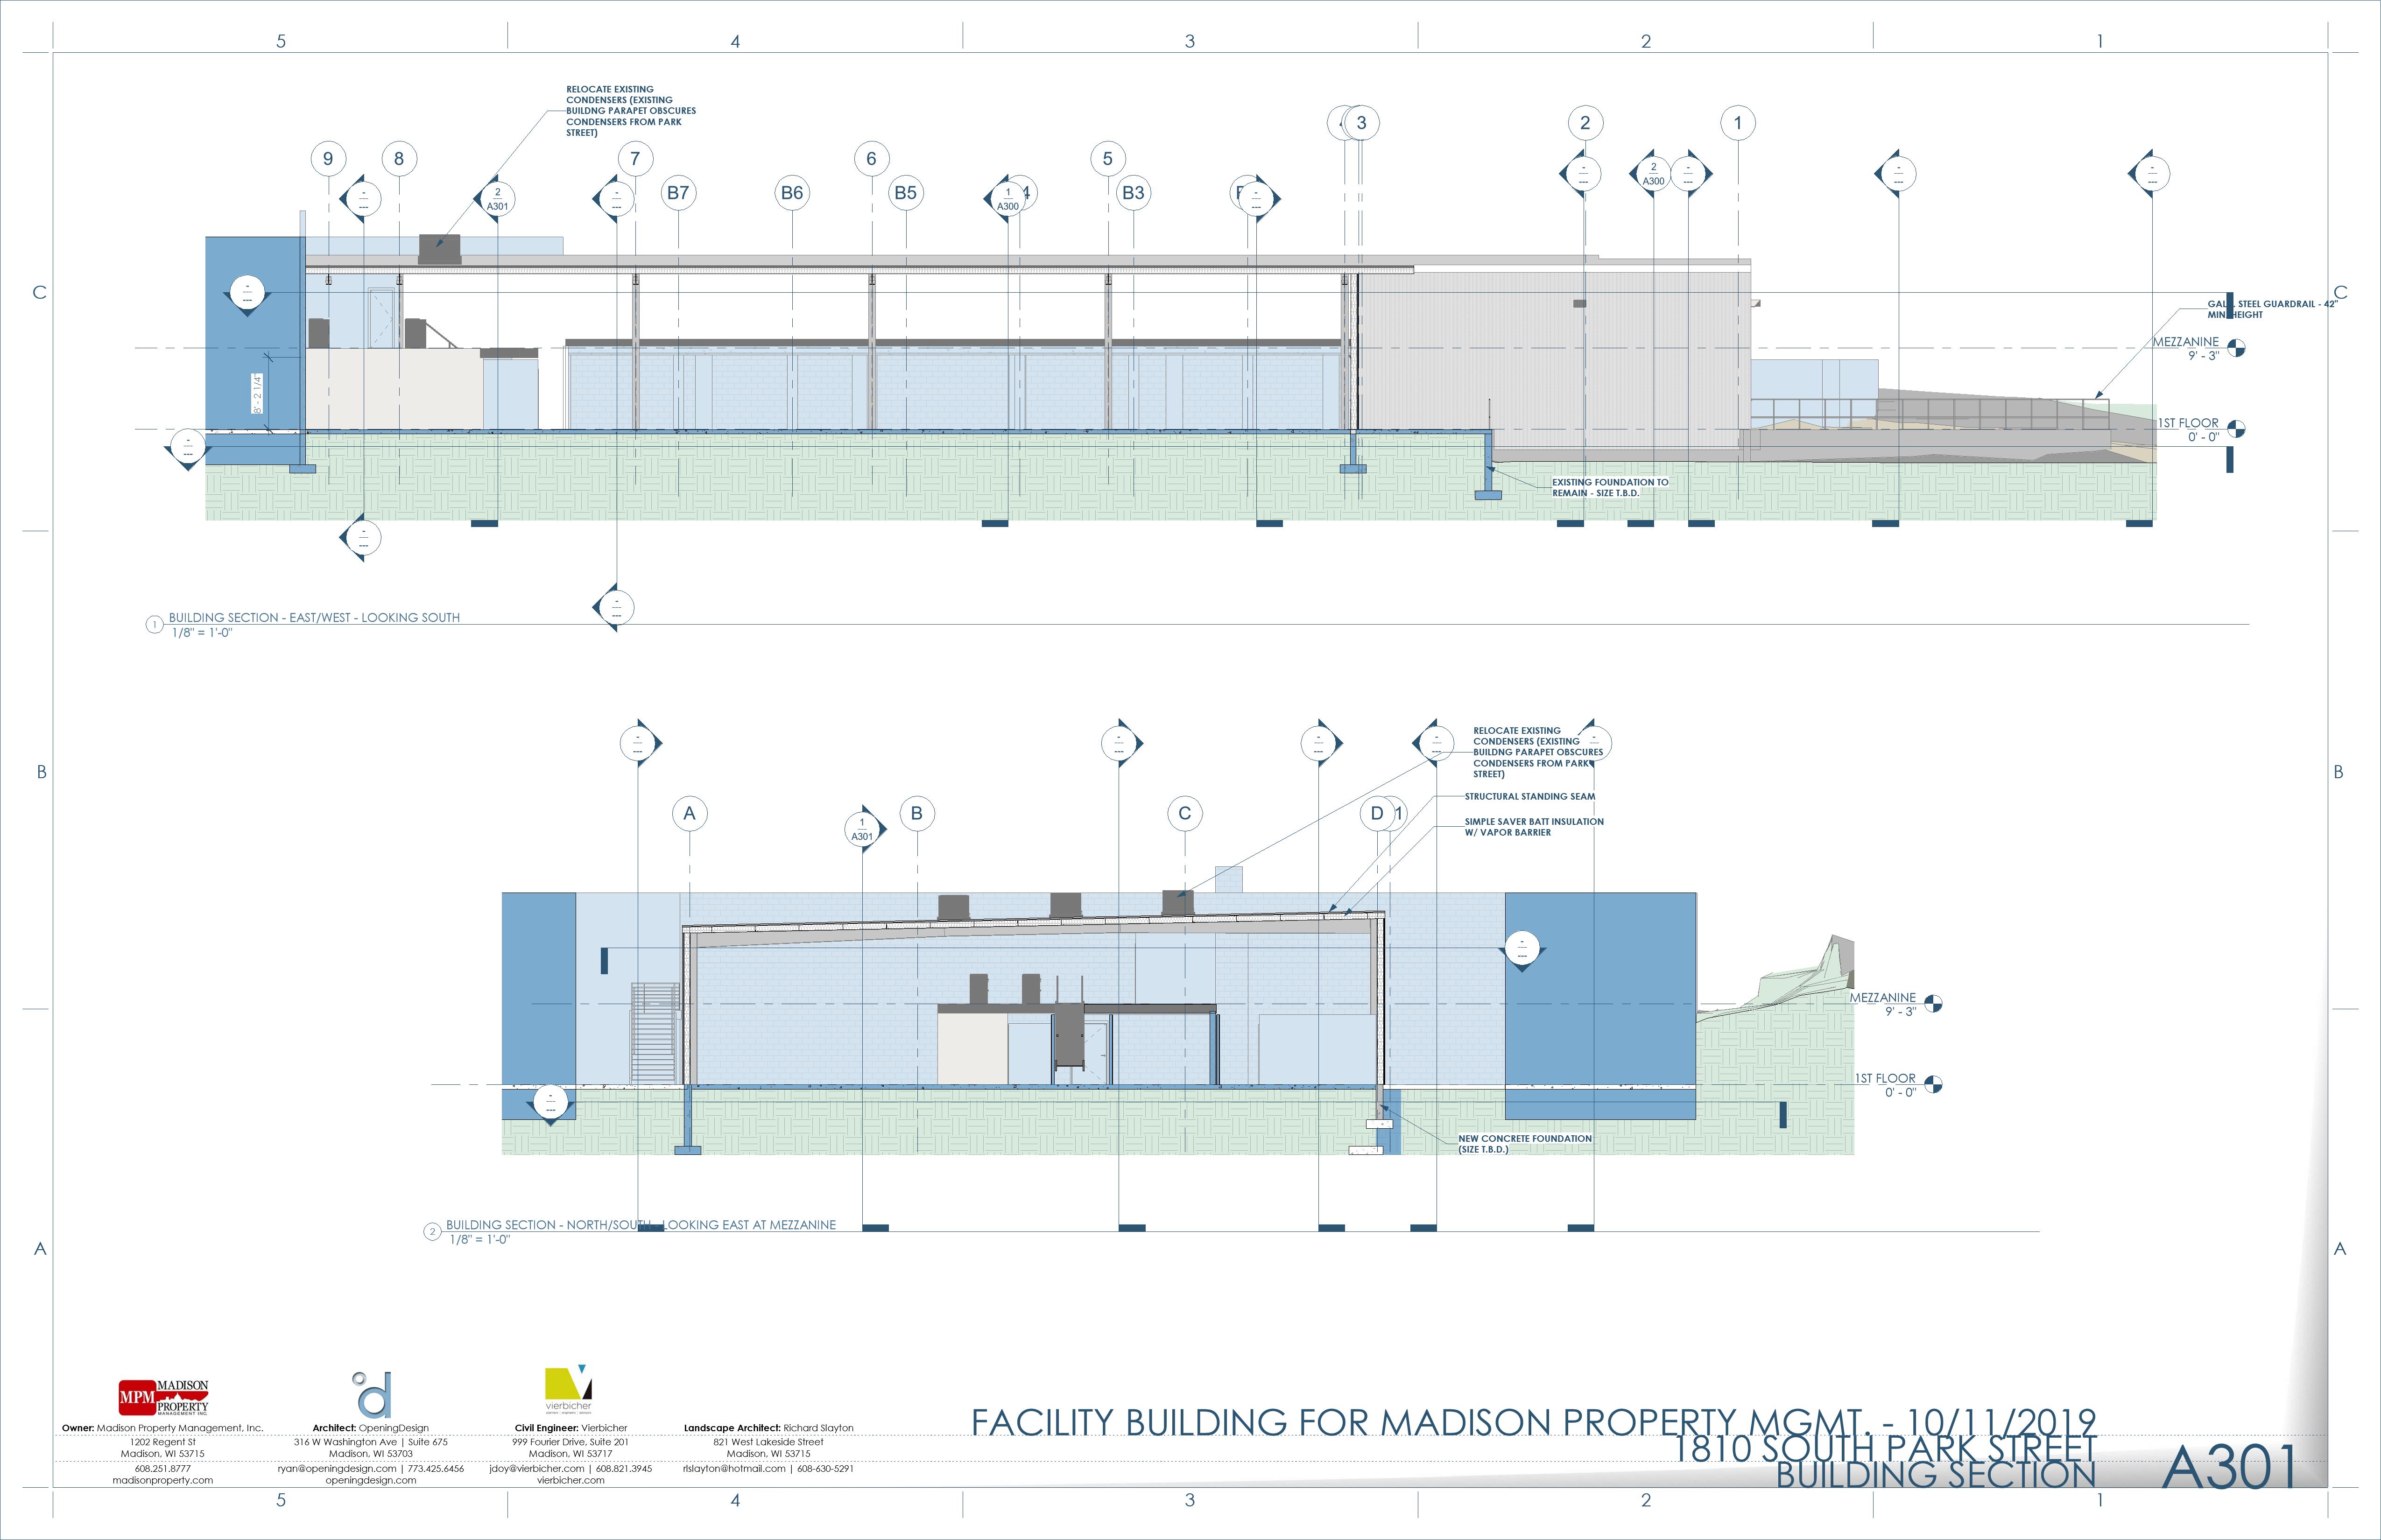 5 4 3 2 1
RELOCATE EXISTING
CONDENSERS (EXISTING
BUILDNG PARAPET OBSCURES
CONDENSERS FROM PARK
STREET)
3 2 1
9 8 7 6 5
2
A300
2
A301
B7 B6 B5
1
A300
4
B3
C
C
GAL STEEL GUARDRAIL - 42"
MIN HEIGHT
MEZZANINE
9' - 3"
8' - 2 1/4"
1ST FLOOR
0' - 0"
EXISTING FOUNDATION TO
REMAIN - SIZE T.B.D.
1 BUILDING SECTION - EAST/WEST - LOOKING SOUTH
1/8" = 1'-0"
RELOCATE EXISTING
CONDENSERS (EXISTING
BUILDNG PARAPET OBSCURES
CONDENSERS FROM PARK
STREET)
B
B
STRUCTURAL STANDING SEAM
A B C D 1
1
A301
SIMPLE SAVER BATT INSULATION
W/ VAPOR BARRIER
MEZZANINE
9' - 3"
1ST FLOOR
0' - 0"
NEW CONCRETE FOUNDATION
(SIZE T.B.D.)
2 BUILDING SECTION - NORTH/SOUTH - LOOKING EAST AT MEZZANINE
1/8" = 1'-0"
A
A
MPM MADISON
PROPERTY
MANAGEMENT INC.
d
vierbicher
planners | engineers | advisors
Owner: Madison Property Management, Inc.
1202 Regent St
Madison, WI 53715
608.251.8777
madisonproperty.com
Architect: OpeningDesign
316 W Washington Ave | Suite 675
Madison, WI 53703
ryan@openingdesign.com | 773.425.6456
openingdesign.com
Civil Engineer: Vierbicher
999 Fourier Drive, Suite 201
Madison, WI 53717
jdoy@vierbicher.com | 608.821.3945
vierbicher.com
Landscape Architect: Richard Slayton
821 West Lakeside Street
Madison, WI 53715
rlslayton@hotmail.com | 608-630-5291
FACILITY BUILDING FOR MADISON PROPERTY MGMT. - 10/11/2019
1810 SOUTH PARK STREET
BUILDING SECTION
A301
5 4 3 2 1